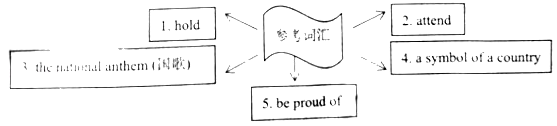 1. hold
参考词汇
2. attend
3. the national anthem (国歌)
4. a symbol of a country
5. be proud of